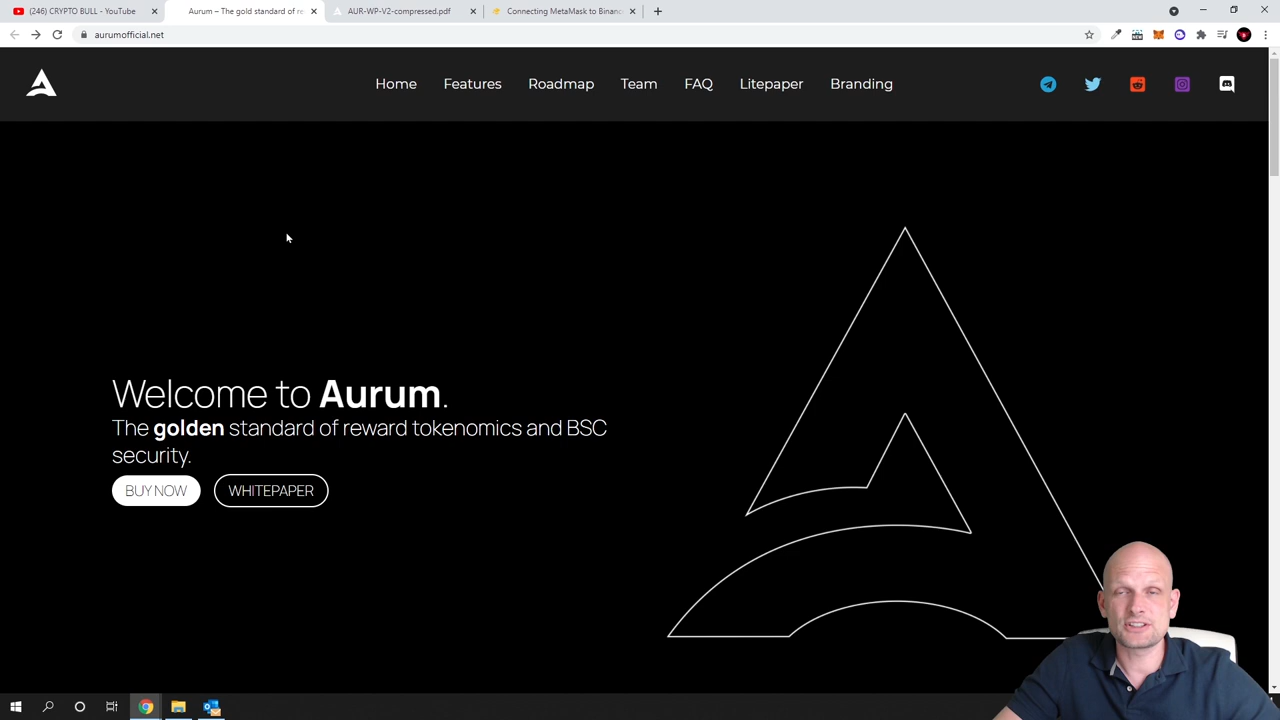 (246) CRYPTO BULL - YouTube
Aurum – The gold standard of re
AUR-WP-V2-compressed.pdf
Connecting MetaMask to Binanc
aurumofficial.net
Home Features Roadmap Team FAQ Litepaper Branding
Welcome to Aurum.
The golden standard of reward tokenomics and BSC
security.
BUY NOW WHITEPAPER